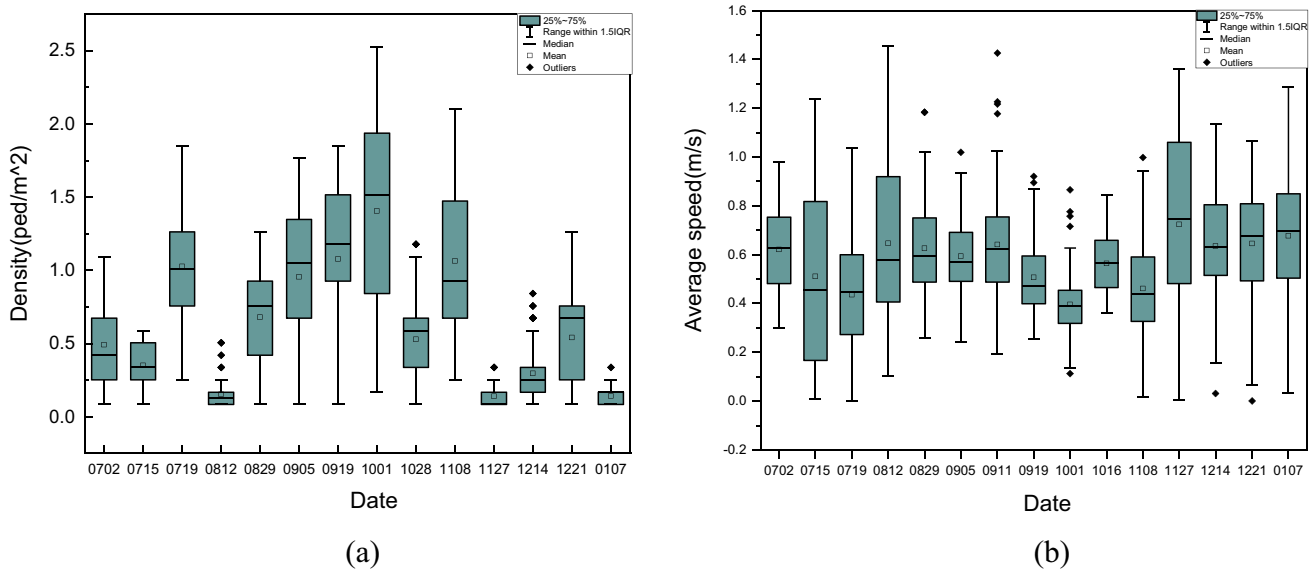 25%~75%
Range within 1.5IQR
Median
Mean
Outliers
2.5
2.0
1.5
1.0
0.5
0.0
Density(ped/m^2)
0702 0715 0719 0812 0829 0905 0919 1001 1028 1108 1127 1214 1221 0107
Date
(a)
25%~75%
Range within 1.5IQR
Median
Mean
Outliers
1.6
1.4
1.2
1.0
0.8
0.6
0.4
0.2
0.0
-0.2
Average speed(m/s)
0702 0715 0719 0812 0829 0905 0911 0919 1001 1016 1108 1127 1214 1221 0107
Date
(b)